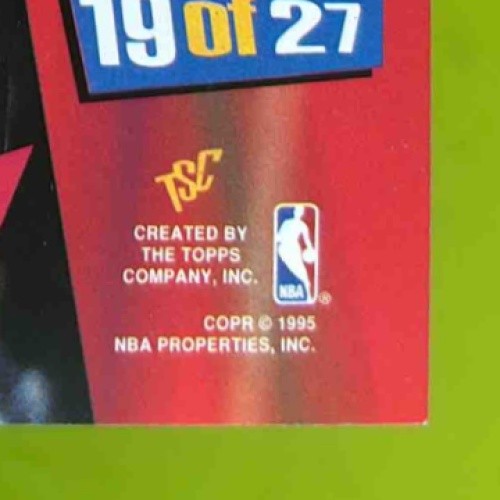 19 of 27
TSC
CREATED BY
THE TOPPS
COMPANY, INC.
NBA
®
COPR © 1995
NBA PROPERTIES, INC.